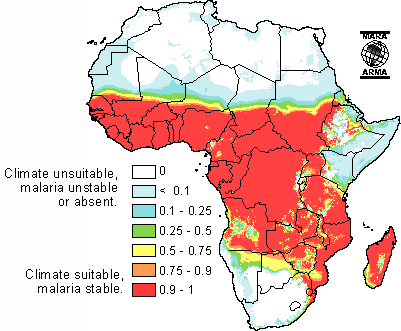 MARA
ARMA
Climate unsuitable,
malaria unstable
or absent.
Climate suitable,
malaria stable.
0
< 0.1
0.1 - 0.25
0.25 - 0.5
0.5 - 0.75
0.75 - 0.9
0.9 - 1